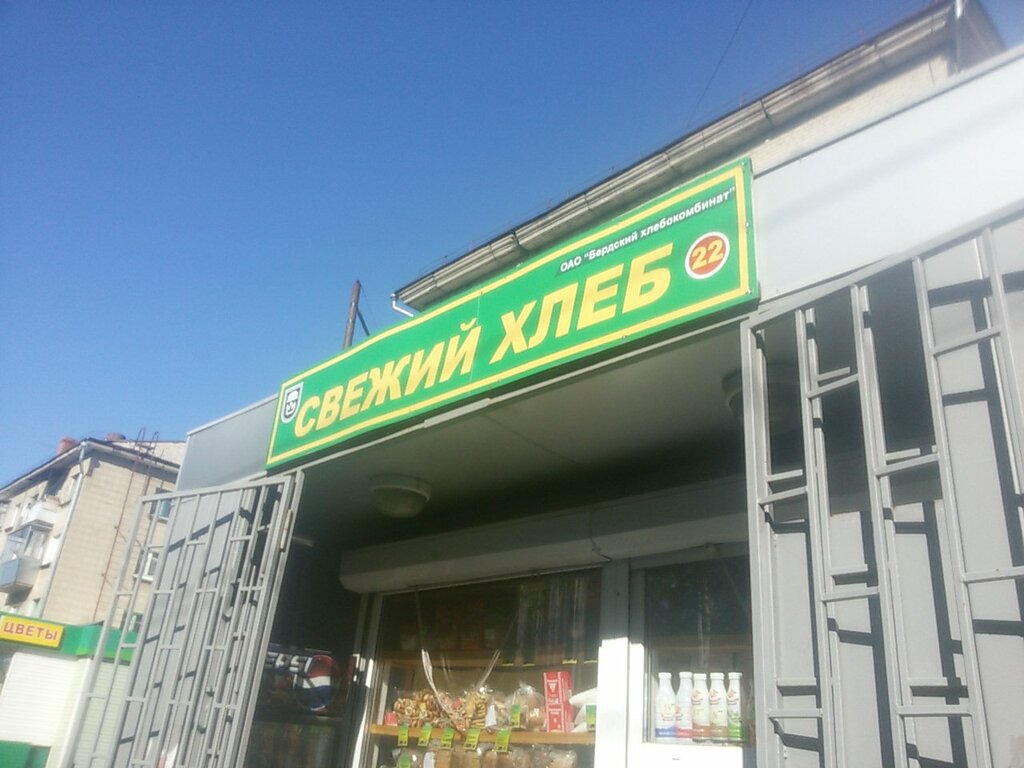 ОАО "Бердский хлебокомбинат"
СВЕЖИЙ ХЛЕБ
22
ЦВЕТЫ